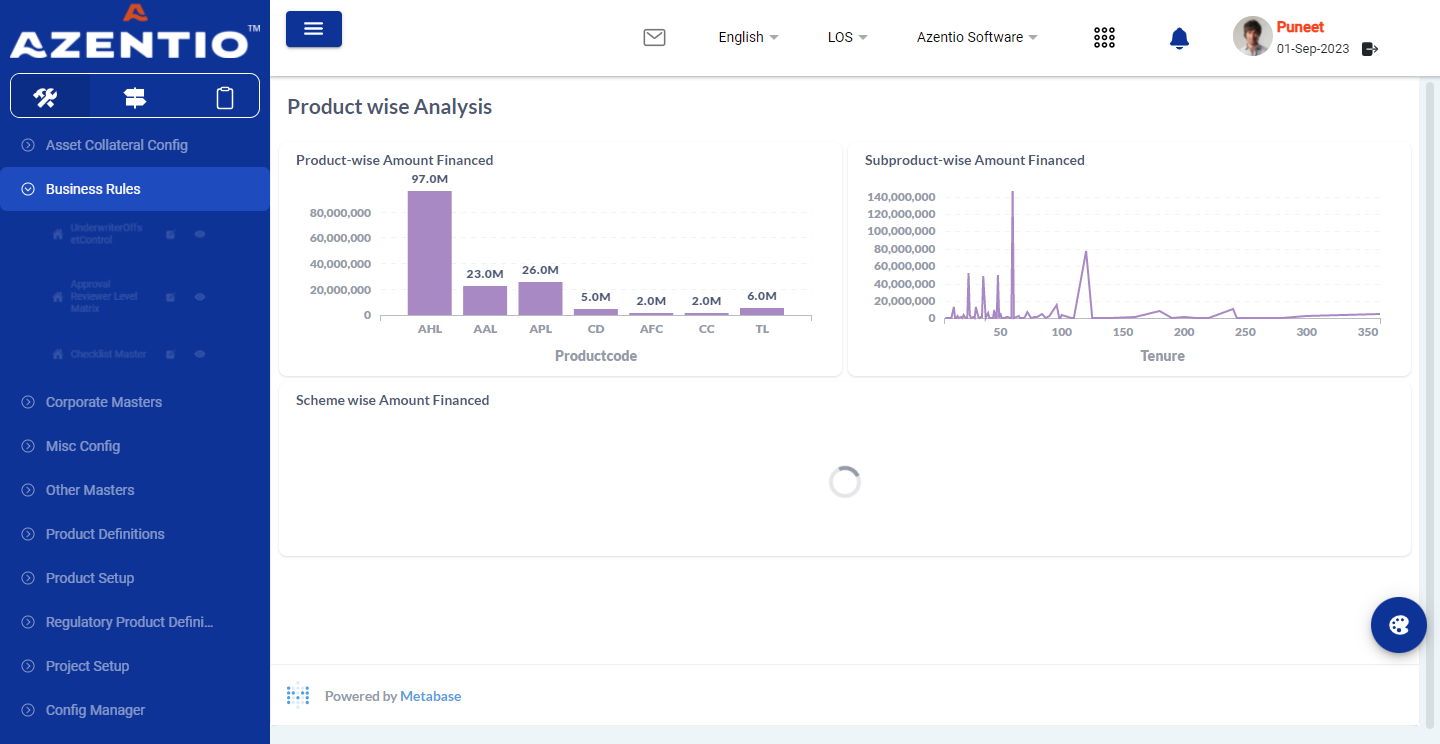 AZENTIO™
English
LOS
Azentio Software
Puneet
01-Sep-2023
Asset Collateral Config
Business Rules
UnderwriterOffs
etControl
Approval
Reviewer Level
Matrix
Checklist Master
Corporate Masters
Misc Config
Other Masters
Product Definitions
Product Setup
Regulatory Product Defini...
Project Setup
Config Manager
Product wise Analysis
Product-wise Amount Financed
97.0M
80,000,000
60,000,000
40,000,000
20,000,000
0
23.0M
26.0M
5.0M
2.0M
2.0M
6.0M
AHL
AAL
APL
CD
AFC
CC
TL
Productcode
Subproduct-wise Amount Financed
140,000,000
120,000,000
100,000,000
80,000,000
60,000,000
40,000,000
20,000,000
0
50
100
150
200
250
300
350
Tenure
Scheme wise Amount Financed
Powered by Metabase